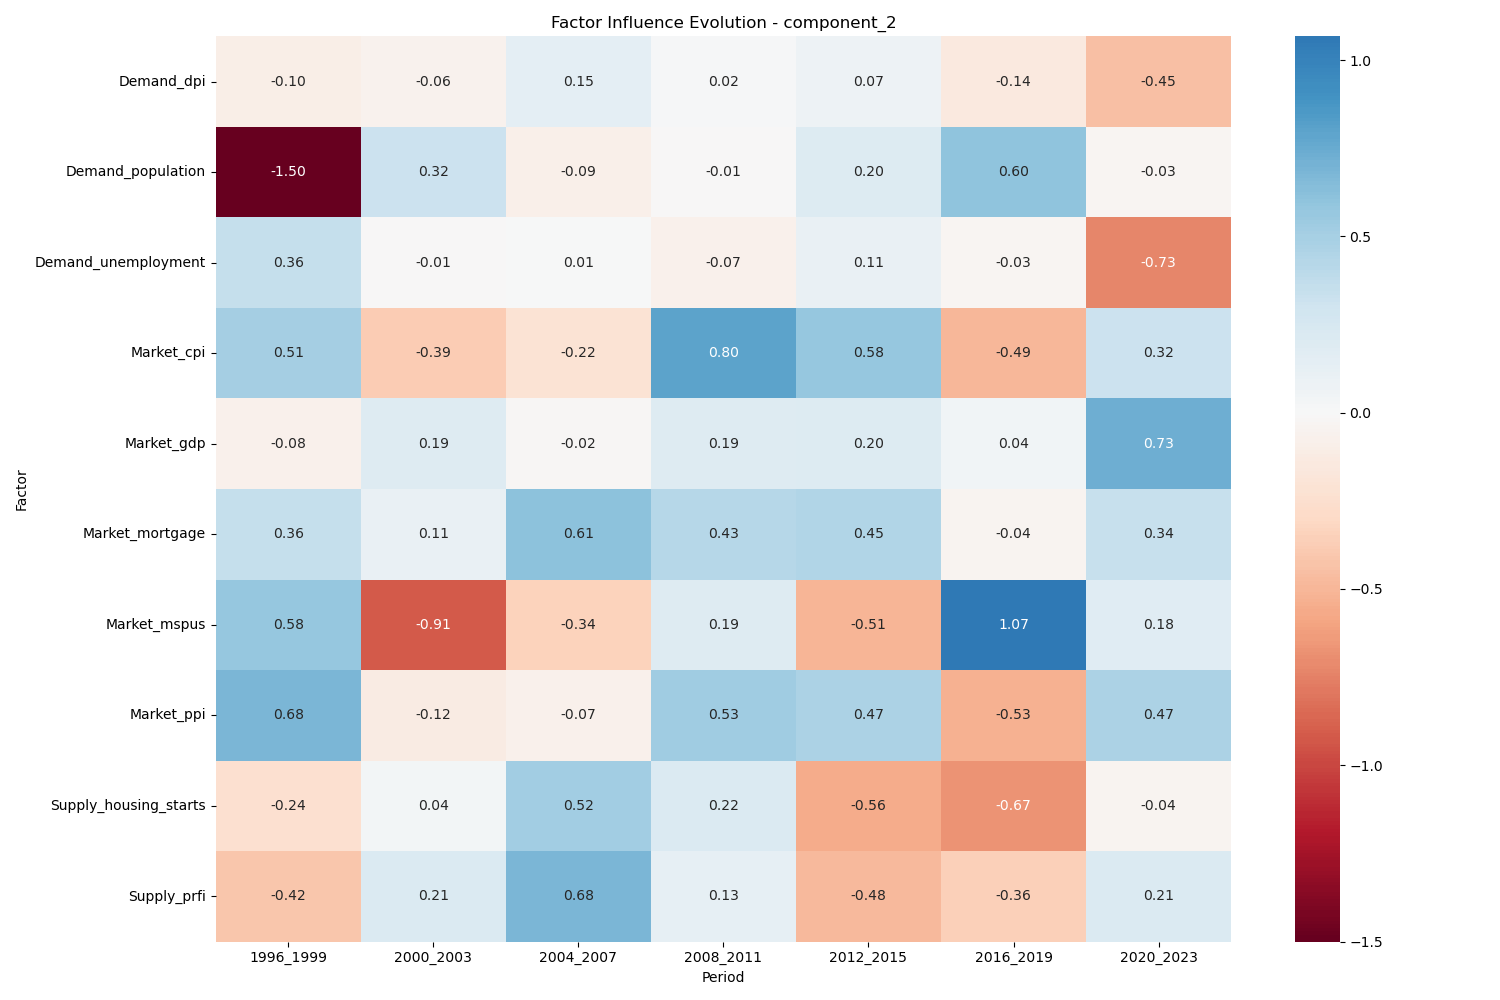 Factor Influence Evolution - component_2
Factor
Demand_dpi -0.10 -0.06 0.15 0.02 0.07 -0.14 -0.45
Demand_population -1.50 0.32 -0.09 -0.01 0.20 0.60 -0.03
Demand_unemployment 0.36 -0.01 0.01 -0.07 0.11 -0.03 -0.73
Market_cpi 0.51 -0.39 -0.22 0.80 0.58 -0.49 0.32
Market_gdp -0.08 0.19 -0.02 0.19 0.20 0.04 0.73
Market_mortgage 0.36 0.11 0.61 0.43 0.45 -0.04 0.34
Market_mspus 0.58 -0.91 -0.34 0.19 -0.51 1.07 0.18
Market_ppi 0.68 -0.12 -0.07 0.53 0.47 -0.53 0.47
Supply_housing_starts -0.24 0.04 0.52 0.22 -0.56 -0.67 -0.04
Supply_prfi -0.42 0.21 0.68 0.13 -0.48 -0.36 0.21
1996_1999 2000_2003 2004_2007 2008_2011 2012_2015 2016_2019 2020_2023
Period
1.0
0.5
0.0
−0.5
−1.0
−1.5